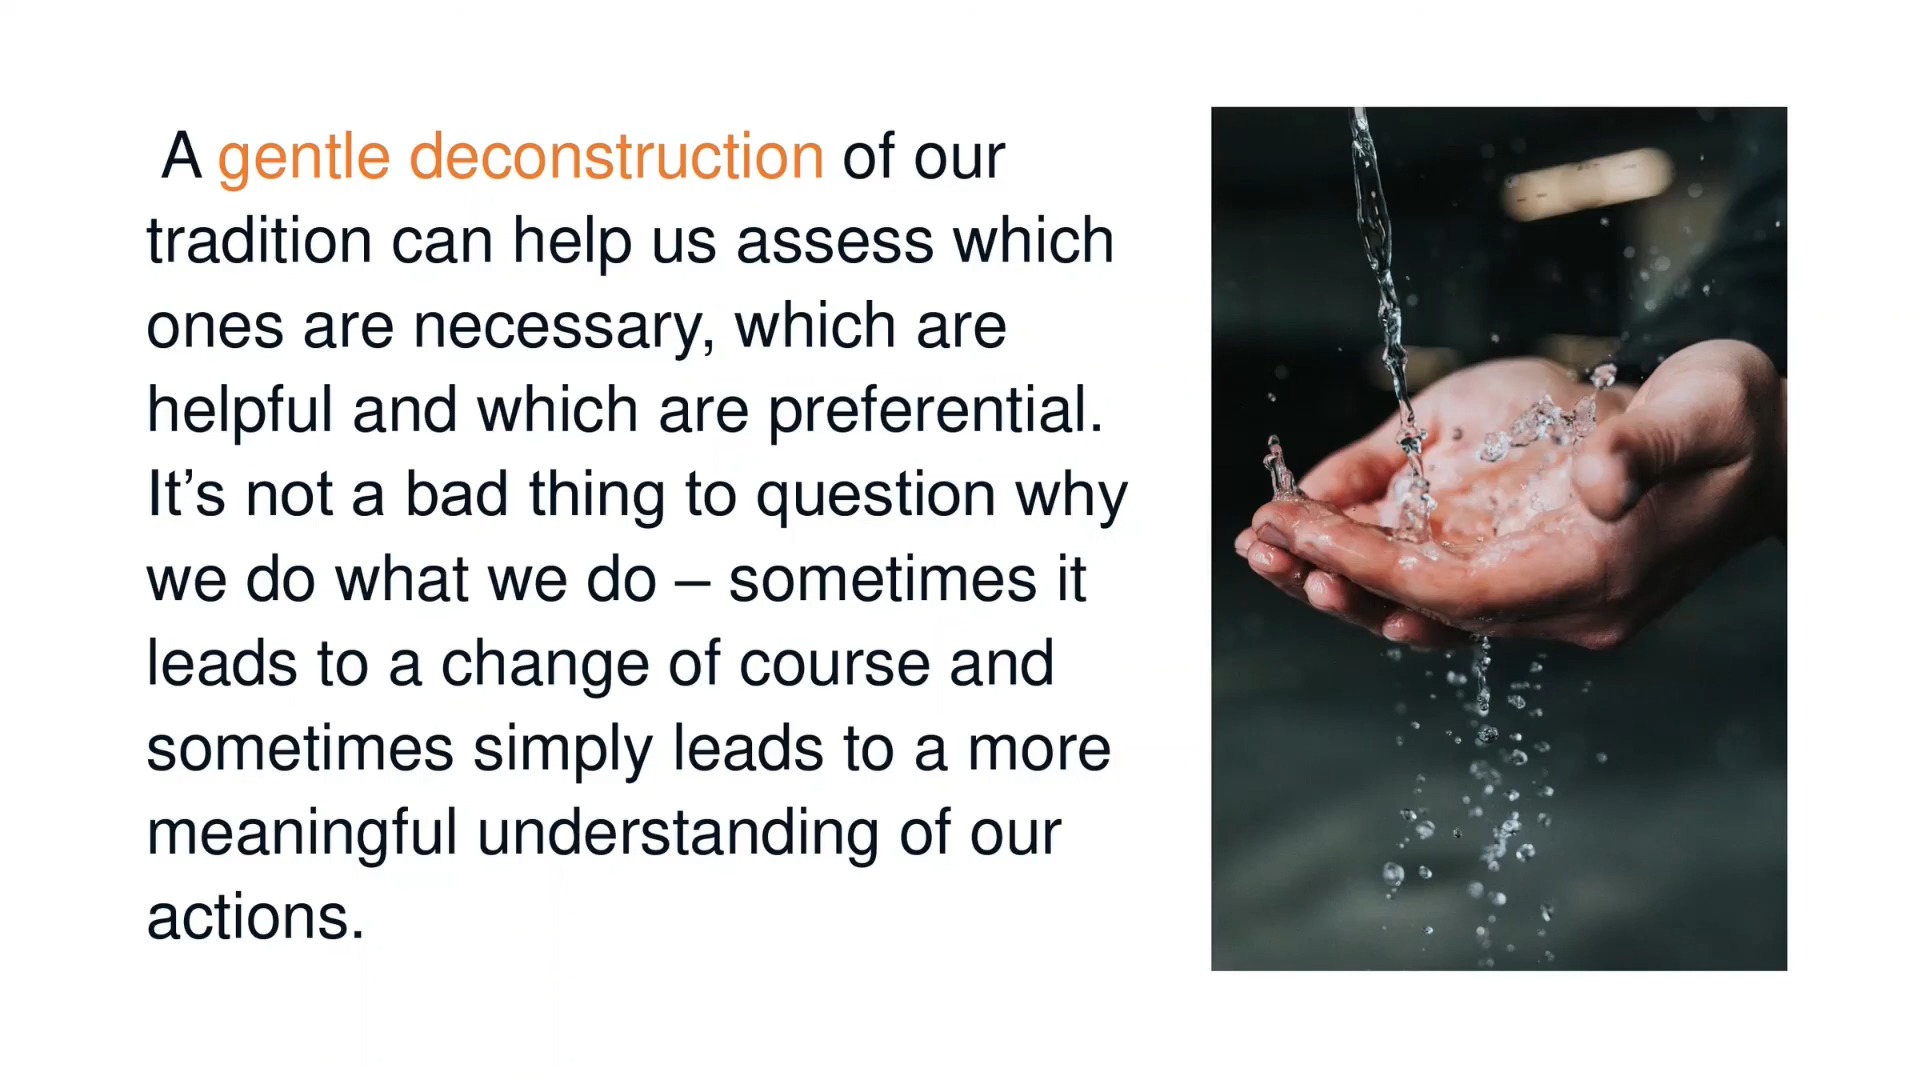 A gentle deconstruction of our
tradition can help us assess which
ones are necessary, which are
helpful and which are preferential.
It’s not a bad thing to question why
we do what we do – sometimes it
leads to a change of course and
sometimes simply leads to a more
meaningful understanding of our
actions.